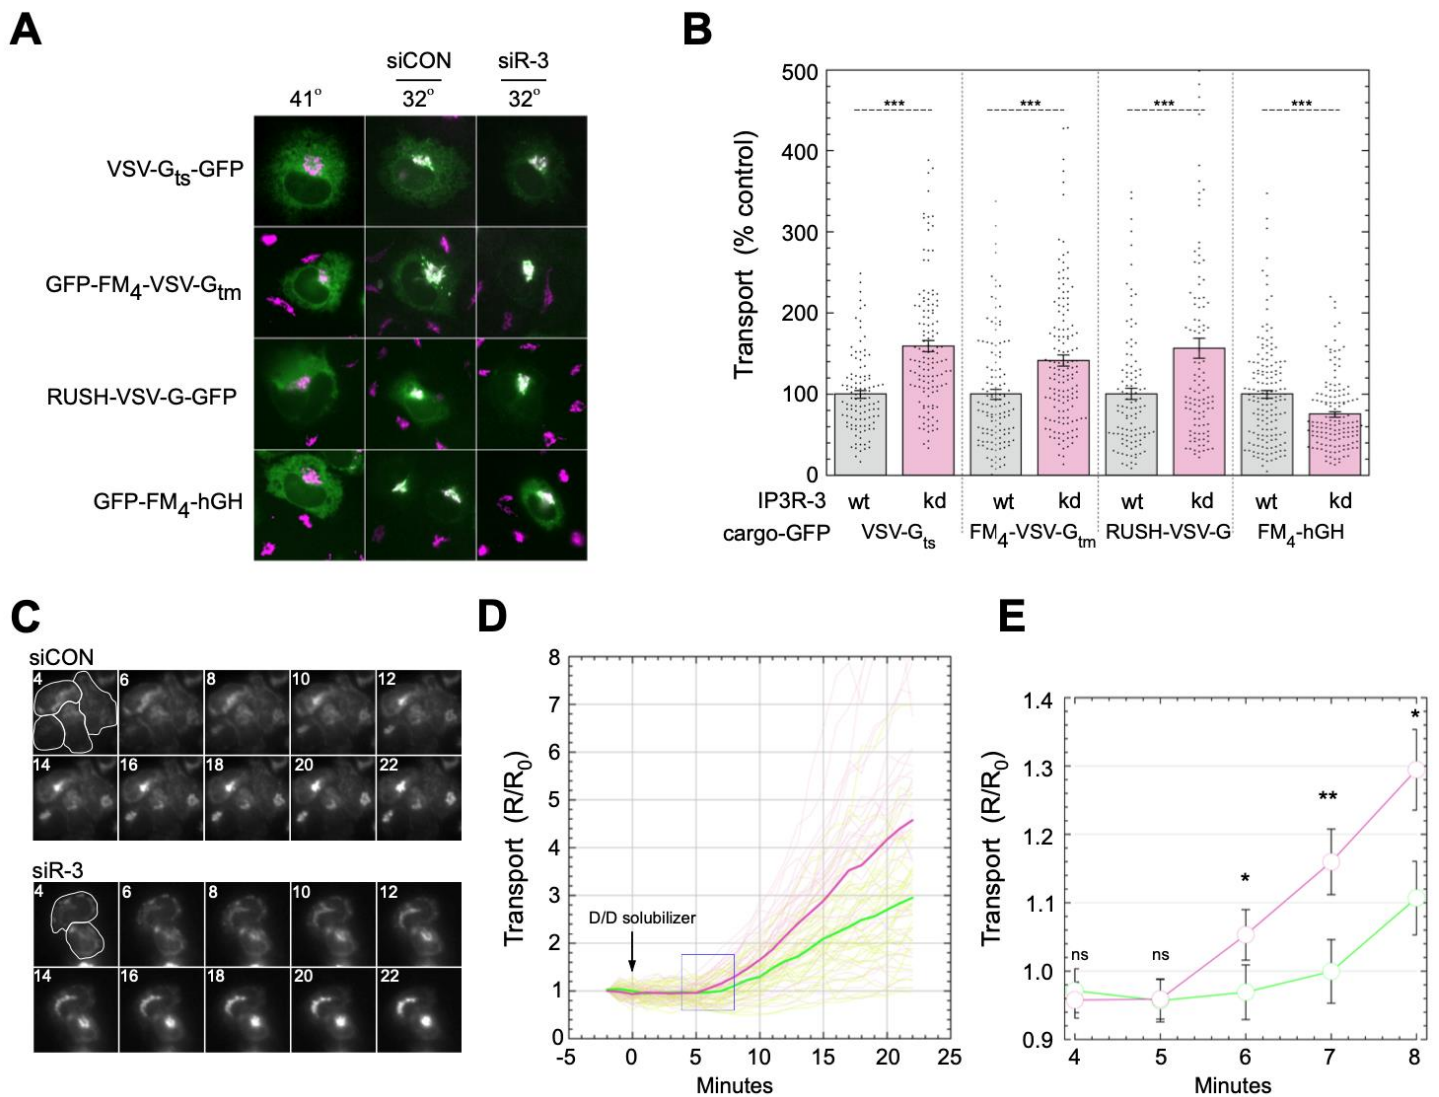 A
siCON siR-3
41° 32° 32°
VSV-Gts-GFP
GFP-FM4-VSV-Gtm
RUSH-VSV-G-GFP
GFP-FM4-hGH
B
Transport (% control)
500
400
300
200
100
0
*** *** *** ***
IP3R-3 wt kd wt kd wt kd wt kd
cargo-GFP VSV-Gts FM4-VSV-Gtm RUSH-VSV-G FM4-hGH
C
siCON
4 6 8 10 12
14 16 18 20 22
siR-3
4 6 8 10 12
14 16 18 20 22
D
Transport (R/R0)
8
7
6
5
4
3
2
1
0
D/D solubilizer
-5 0 5 10 15 20 25
Minutes
E
Transport (R/R0)
1.4
1.3
1.2
1.1
1.0
0.9
ns ns * ** *
4 5 6 7 8
Minutes